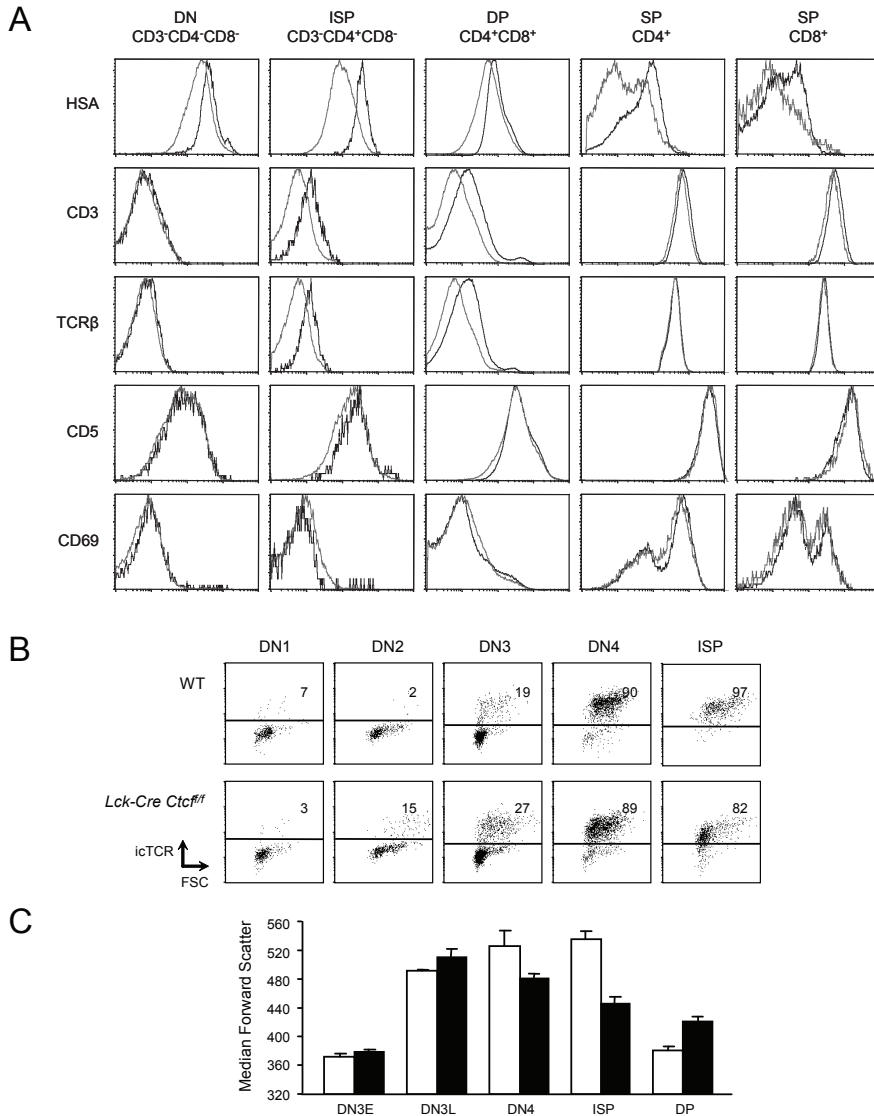 A
DN ISP DP SP SP
CD3⁻CD4⁻CD8⁻ CD3⁻CD4⁺CD8⁻ CD4⁺CD8⁺ CD4⁺ CD8⁺
HSA
CD3
TCRβ
CD5
CD69
B
DN1 DN2 DN3 DN4 ISP
WT
7 2 19 90 97
Lck-Cre Ctcf^f/f
3 15 27 89 82
icTCR
FSC
C
Median Forward Scatter
560
520
480
440
400
360
320
DN3E DN3L DN4 ISP DP